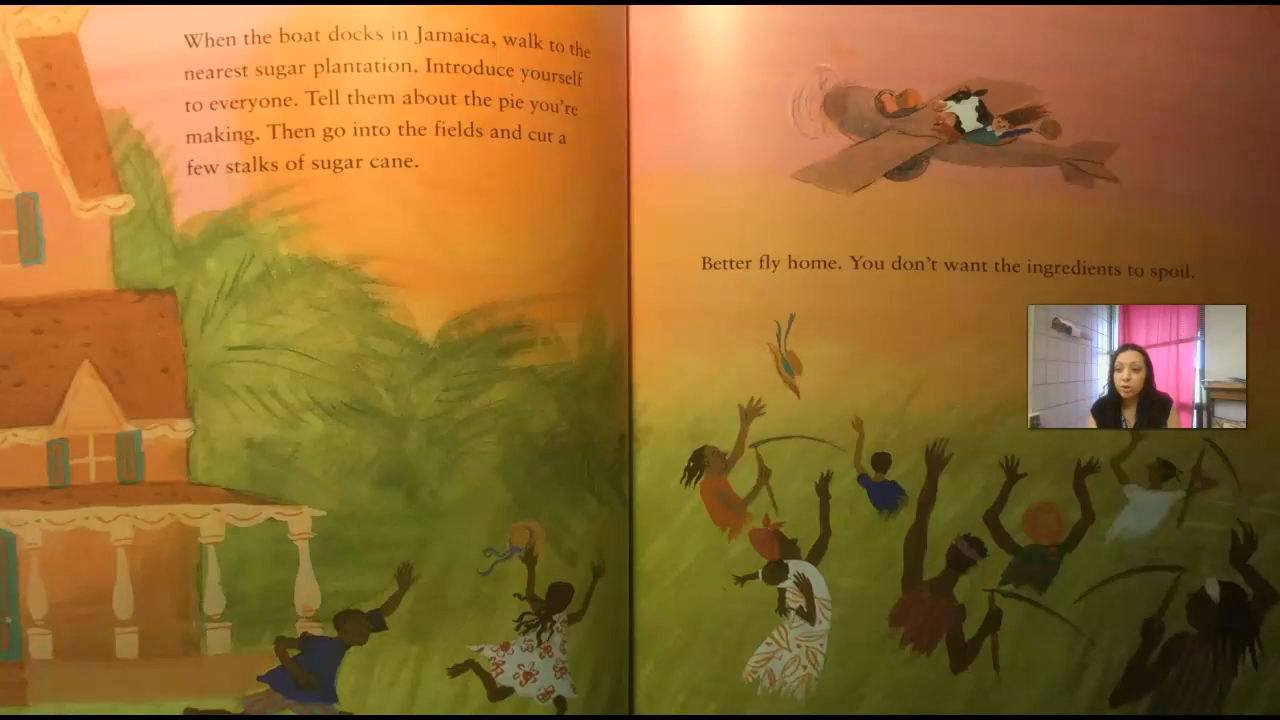 When the boat docks in Jamaica, walk to the
nearest sugar plantation. Introduce yourself
to everyone. Tell them about the pie you're
making. Then go into the fields and cut a
few stalks of sugar cane.
Better fly home. You don't want the ingredients to spoil.